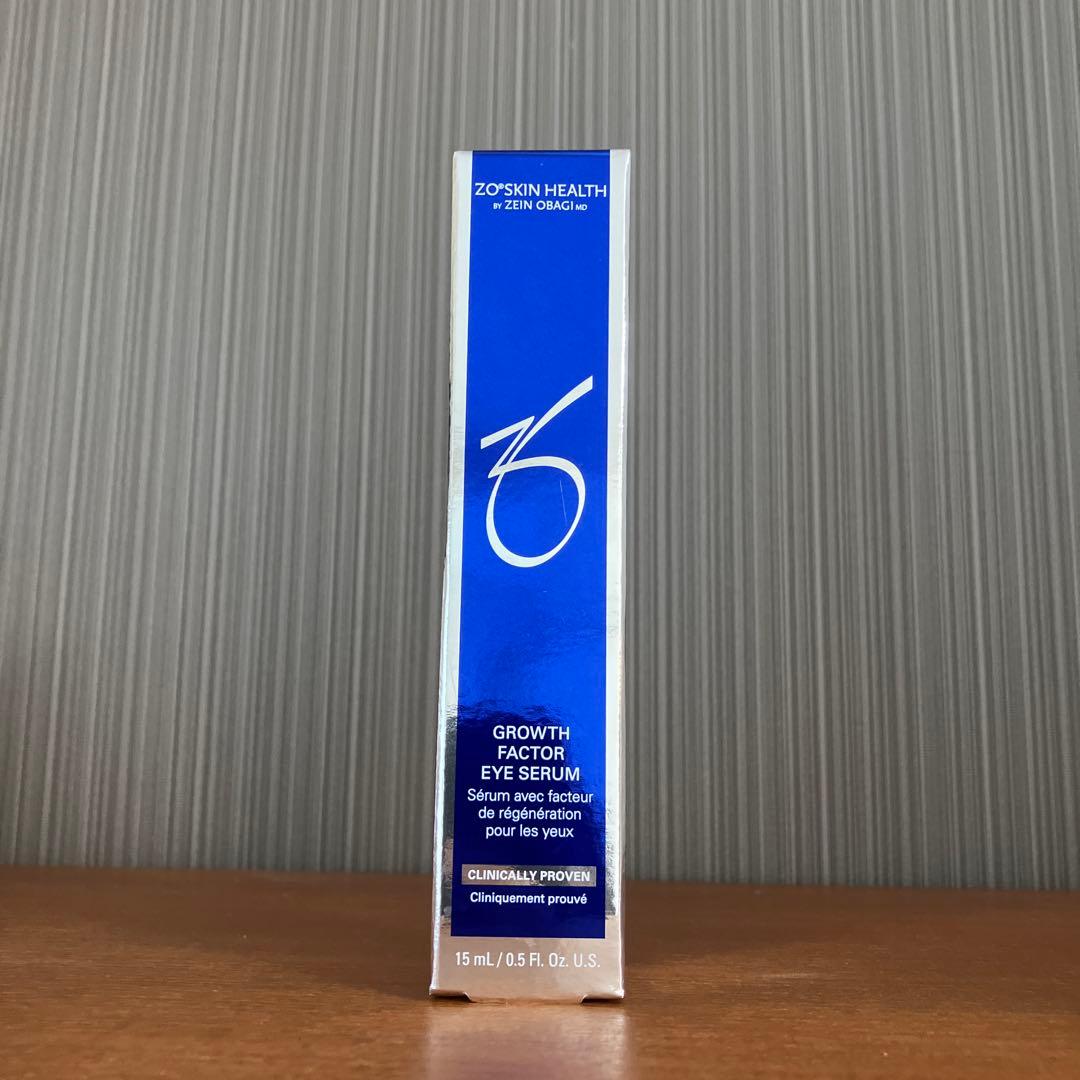 ZO® SKIN HEALTH
BY ZEIN OBAGI MD
ZO
GROWTH
FACTOR
EYE SERUM
Sérum avec facteur
de régénération
pour les yeux
CLINICALLY PROVEN
Cliniquement prouvé
15 mL / 0.5 Fl. Oz. U.S.